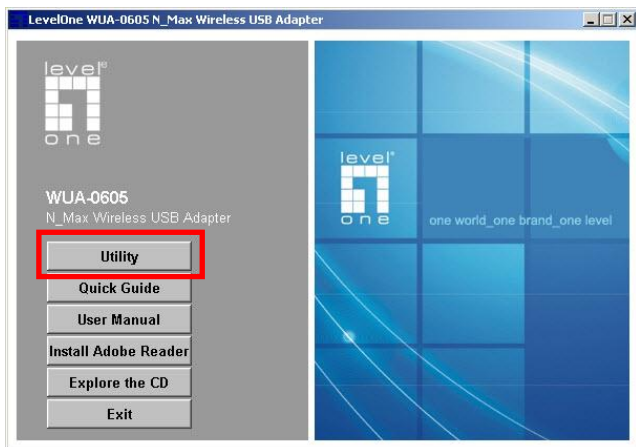 LevelOne WUA-0605 N_Max Wireless USB Adapter
level®
one
WUA-0605
N_Max Wireless USB Adapter
Utility
Quick Guide
User Manual
Install Adobe Reader
Explore the CD
Exit
level®
one
one world_one brand_one level